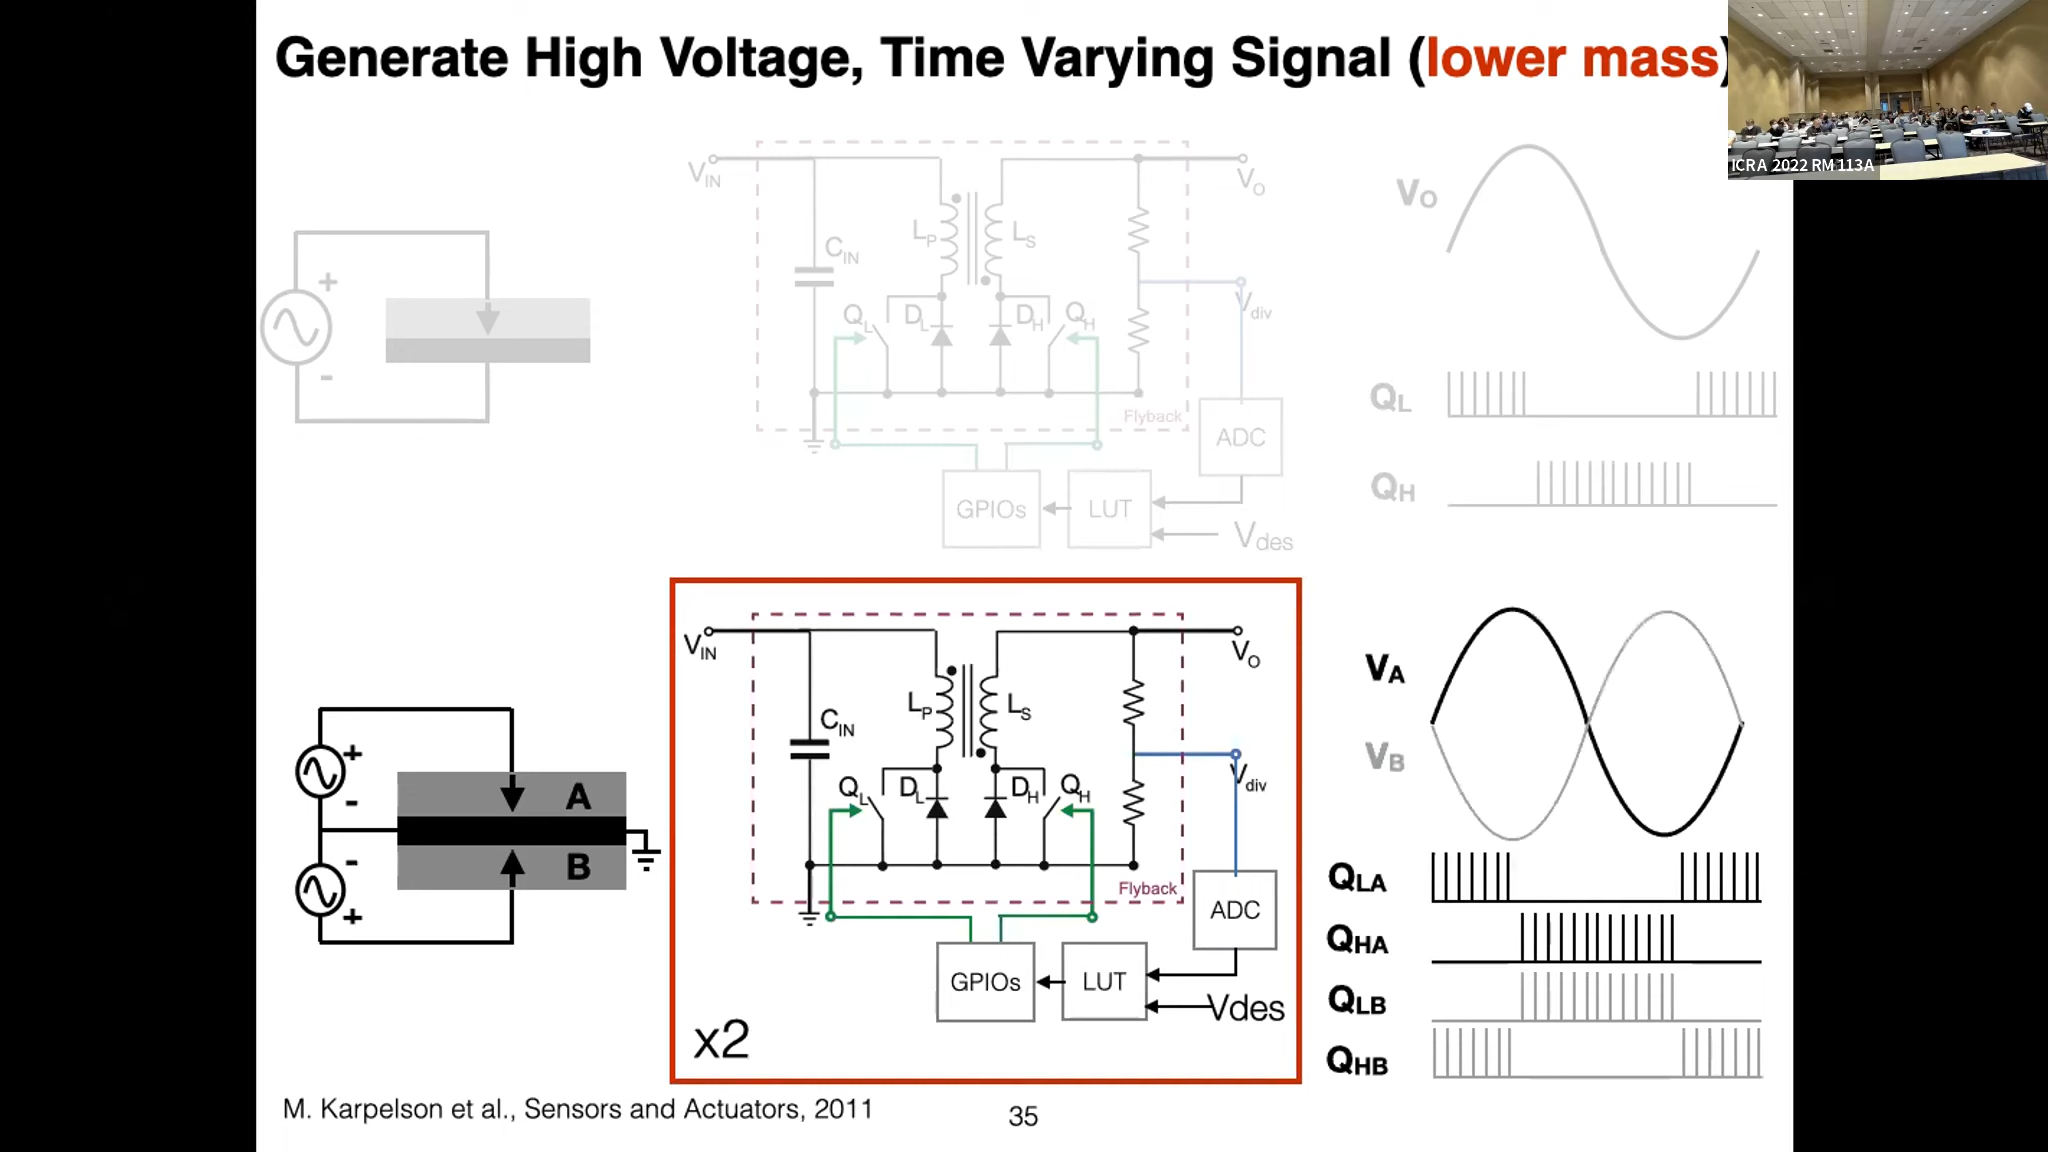 Generate High Voltage, Time Varying Signal (lower mass)
ICRA 2022 RM 113A
VIN
VO
CIN
LP
LS
QL
DL
DH
QH
Vdiv
Flyback
ADC
GPIOs
LUT
Vdes
+
-
VO
QL
QH
VIN
VO
CIN
LP
LS
QL
DL
DH
QH
Vdiv
Flyback
ADC
GPIOs
LUT
Vdes
x2
+
-
A
-
B
+
VA
VB
QLA
QHA
QLB
QHB
M. Karpelson et al., Sensors and Actuators, 2011
35